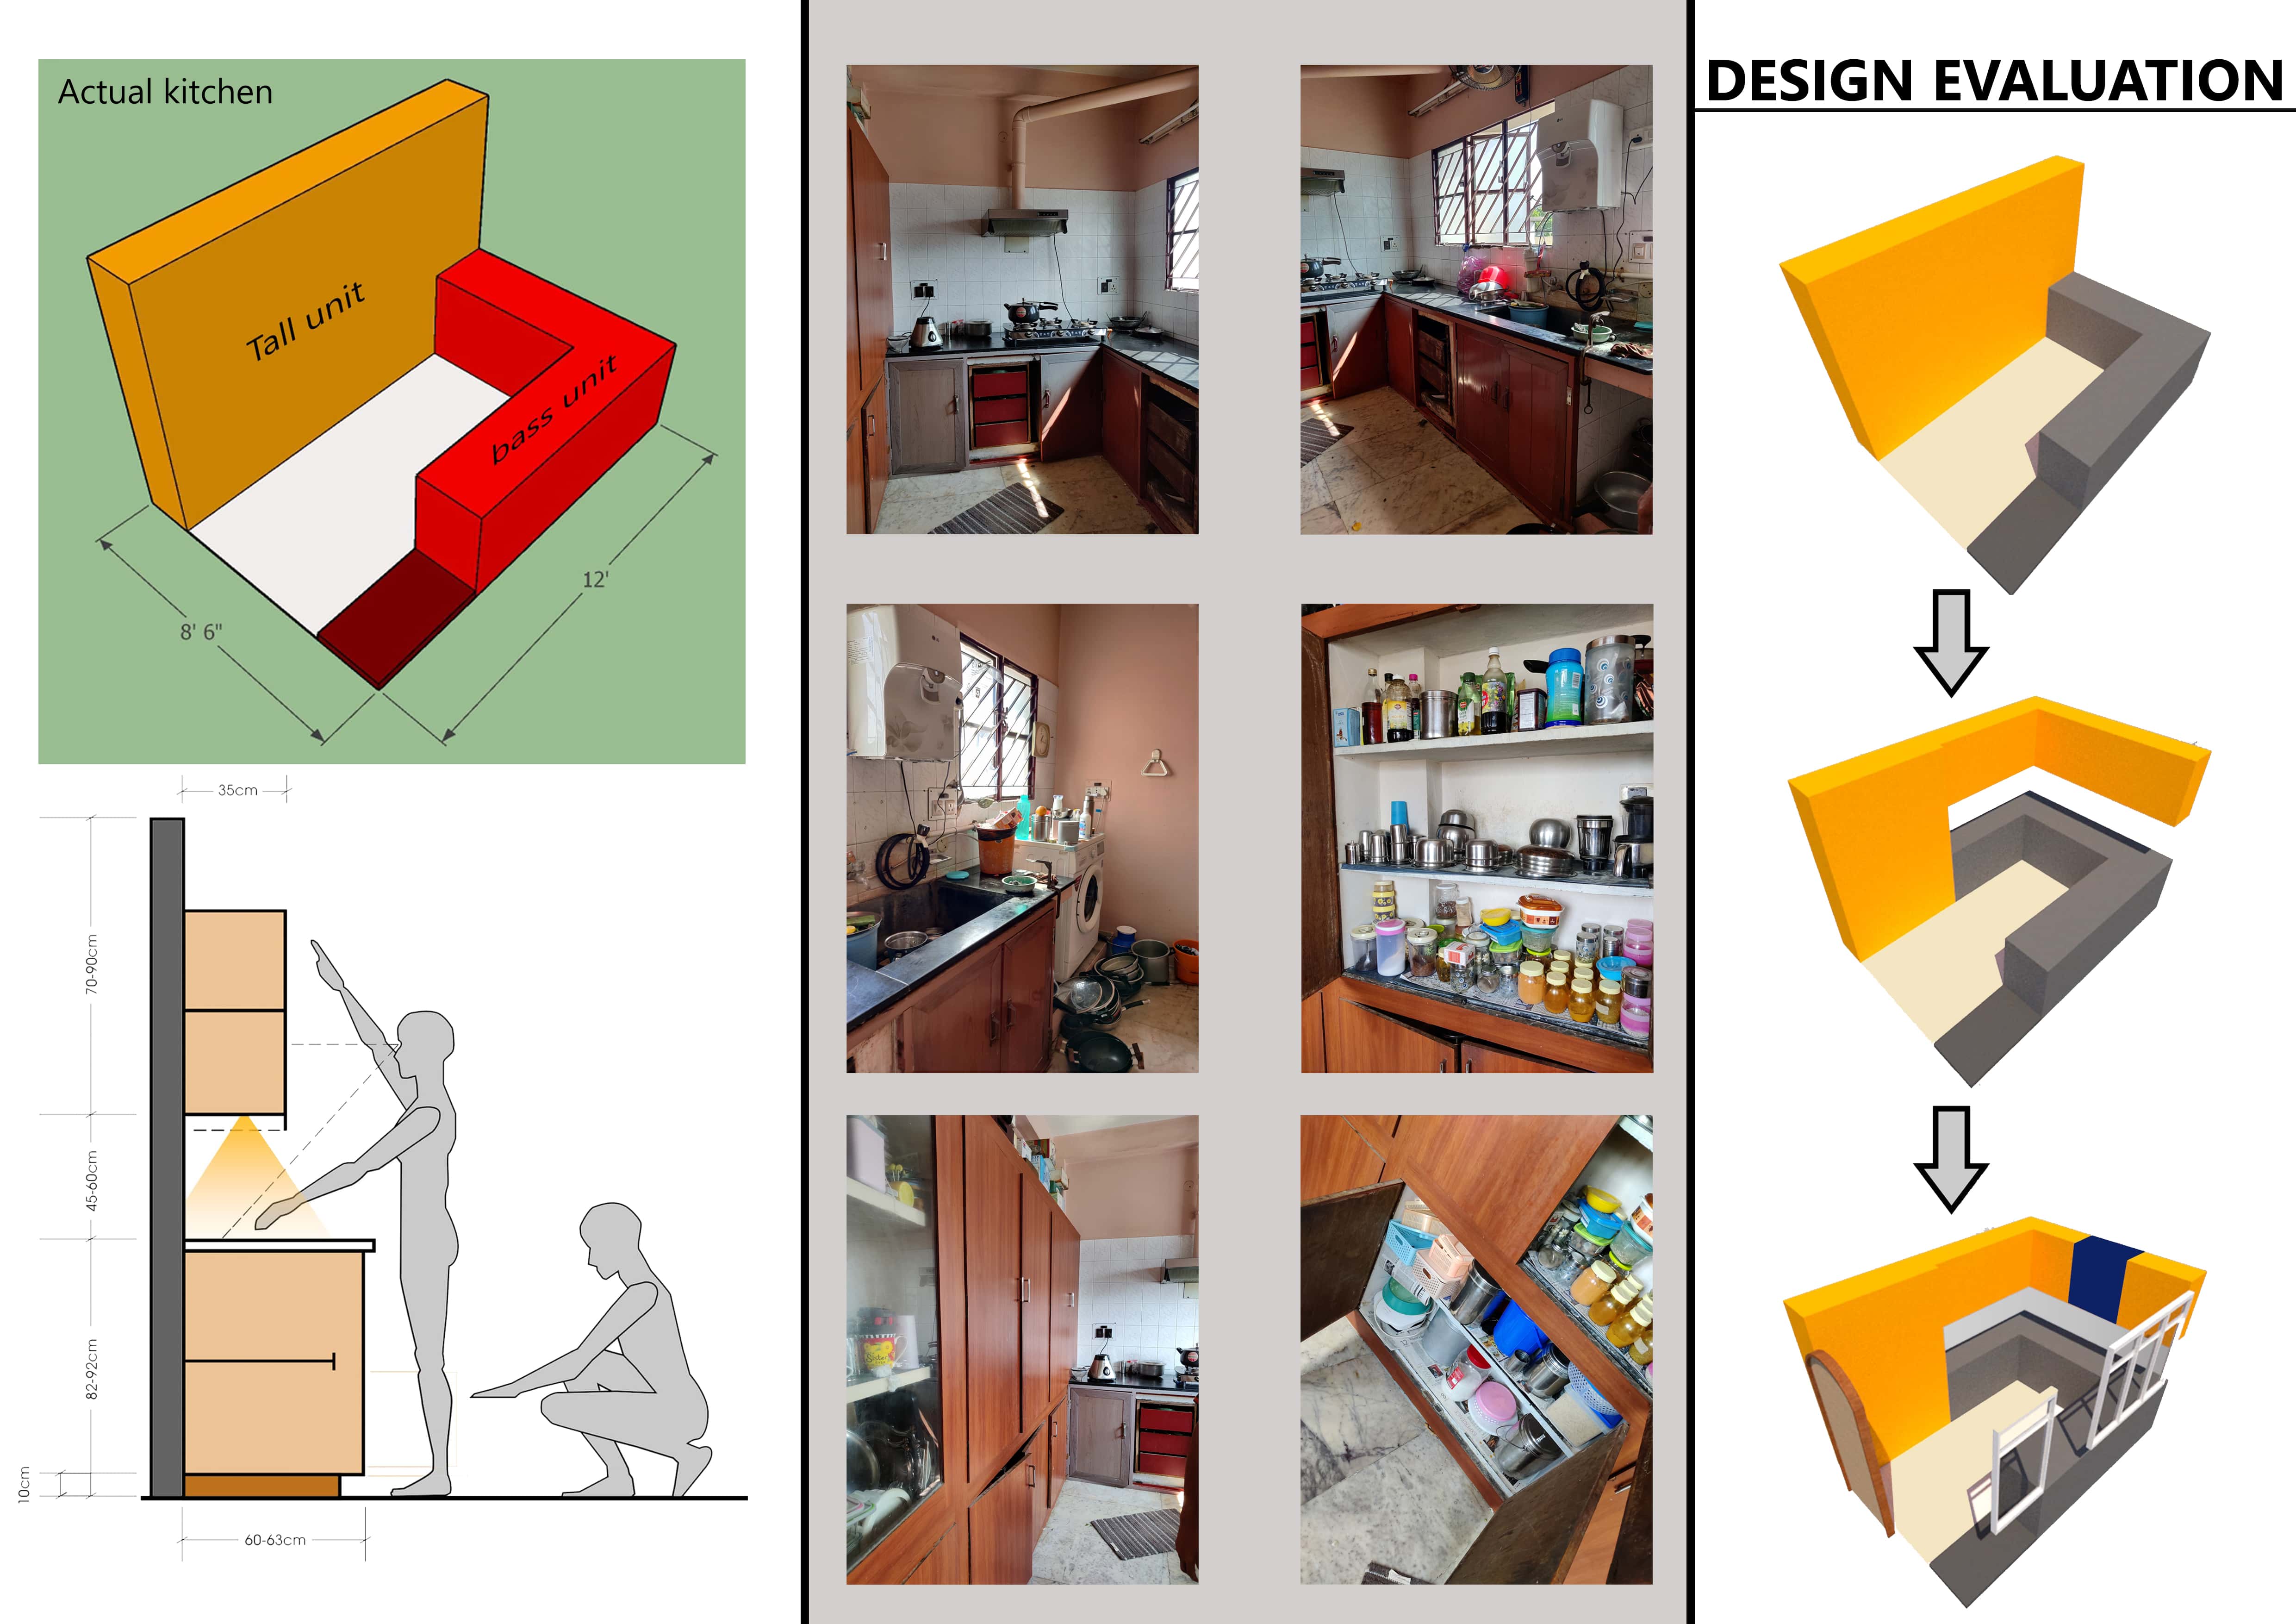 Actual kitchen
Tall unit
bass unit
12'
8' 6"
35cm
70-90cm
45-60cm
82-92cm
10cm
60-63cm
DESIGN EVALUATION